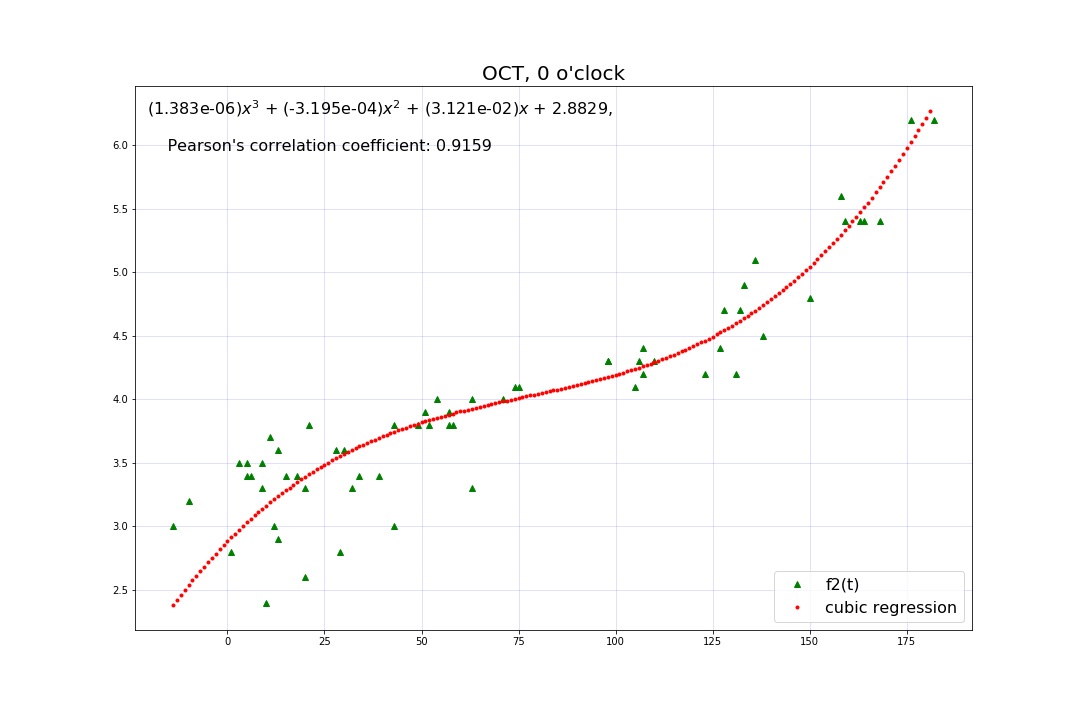 OCT, 0 o'clock
(1.383e-06)x³ + (-3.195e-04)x² + (3.121e-02)x + 2.8829,
Pearson's correlation coefficient: 0.9159
6.0
5.5
5.0
4.5
4.0
3.5
3.0
2.5
f2(t)
cubic regression
0 25 50 75 100 125 150 175